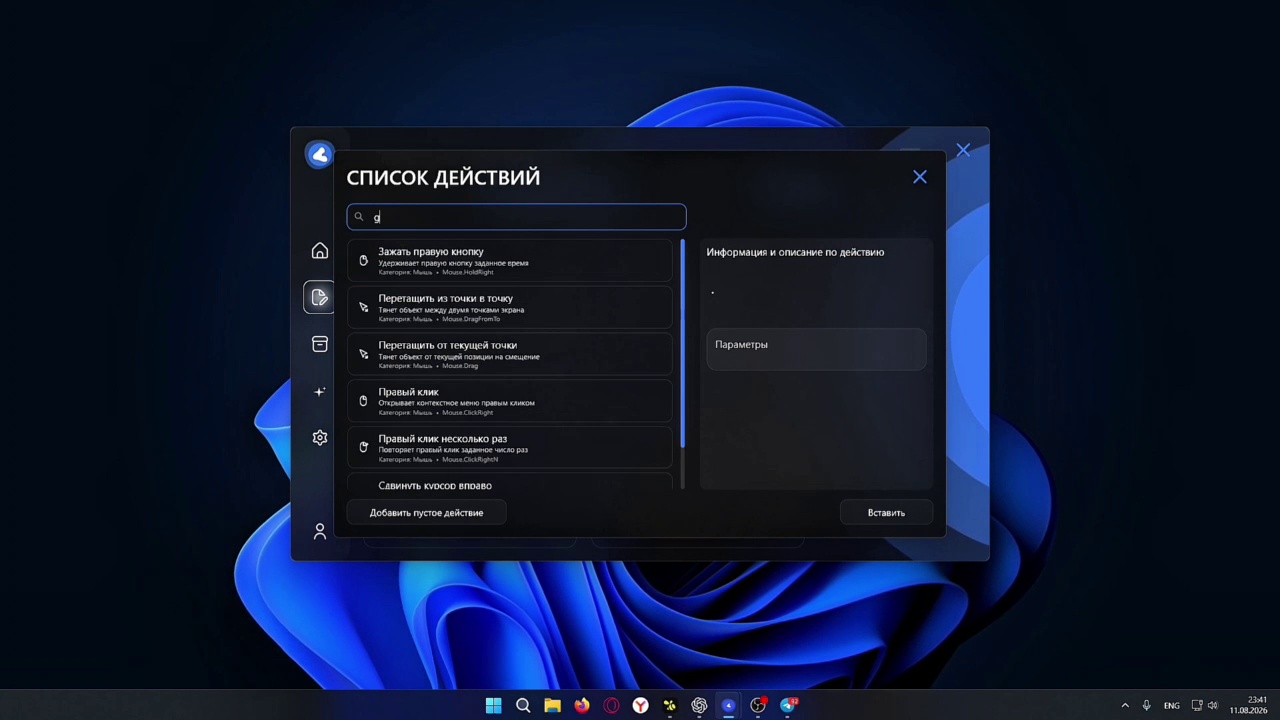 СПИСОК ДЕЙСТВИЙ
g
Зажать правую кнопку
Удерживает правую кнопку заданное время
Категория: Мышь • Mouse.HoldRight
Перетащить из точки в точку
Тянет объект между двумя точками экрана
Категория: Мышь • Mouse.DragFromTo
Перетащить от текущей точки
Тянет объект от текущей позиции на смещение
Категория: Мышь • Mouse.Drag
Правый клик
Открывает контекстное меню правым кликом
Категория: Мышь • Mouse.ClickRight
Правый клик несколько раз
Повторяет правый клик заданное число раз
Категория: Мышь • Mouse.ClickRightN
Сдвинуть курсор вправо
Добавить пустое действие
Информация и описание по действию
.
Параметры
Вставить
ENG
23:41
11.08.2026